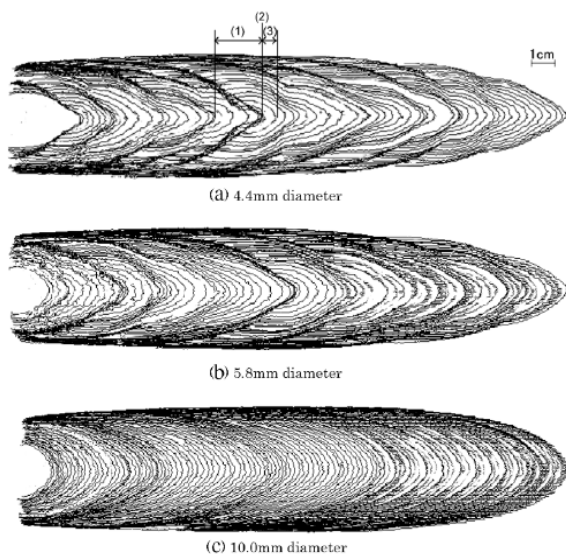 (2)
(1) (3)
1cm
(a) 4.4mm diameter
(b) 5.8mm diameter
(c) 10.0mm diameter